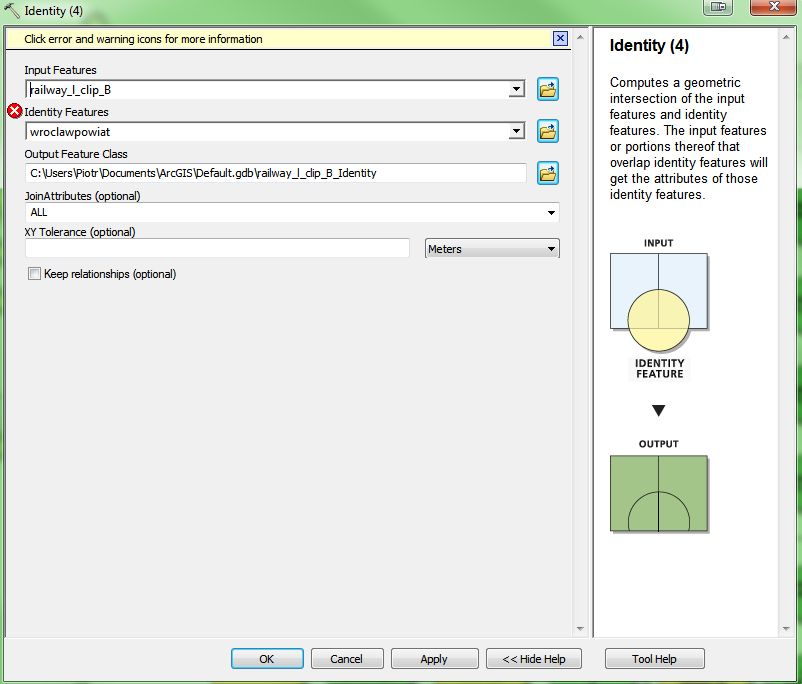 Identity (4)
Click error and warning icons for more information
Input Features
railway_l_clip_B
Identity Features
wroclawpowiat
Output Feature Class
C:\Users\Piotr\Documents\ArcGIS\Default.gdb\railway_l_clip_B_Identity
JoinAttributes (optional)
ALL
XY Tolerance (optional)
Meters
Keep relationships (optional)
OK
Cancel
Apply
<< Hide Help
Identity (4)
Computes a geometric
intersection of the input
features and identity
features. The input features
or portions thereof that
overlap identity features will
get the attributes of those
identity features.
INPUT
IDENTITY
FEATURE
OUTPUT
Tool Help